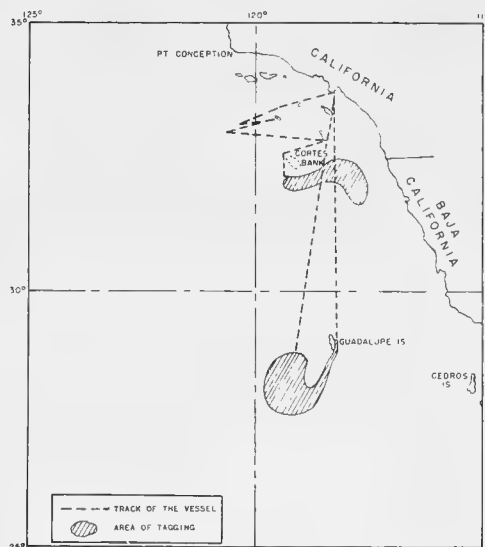 125° 120°
35°
PT CONCEPTION
CALIFORNIA
CORTES
BANK
BAJA
CALIFORNIA
30°
GUADALUPE IS
CEDROS
IS
TRACK OF THE VESSEL
AREA OF TAGGING